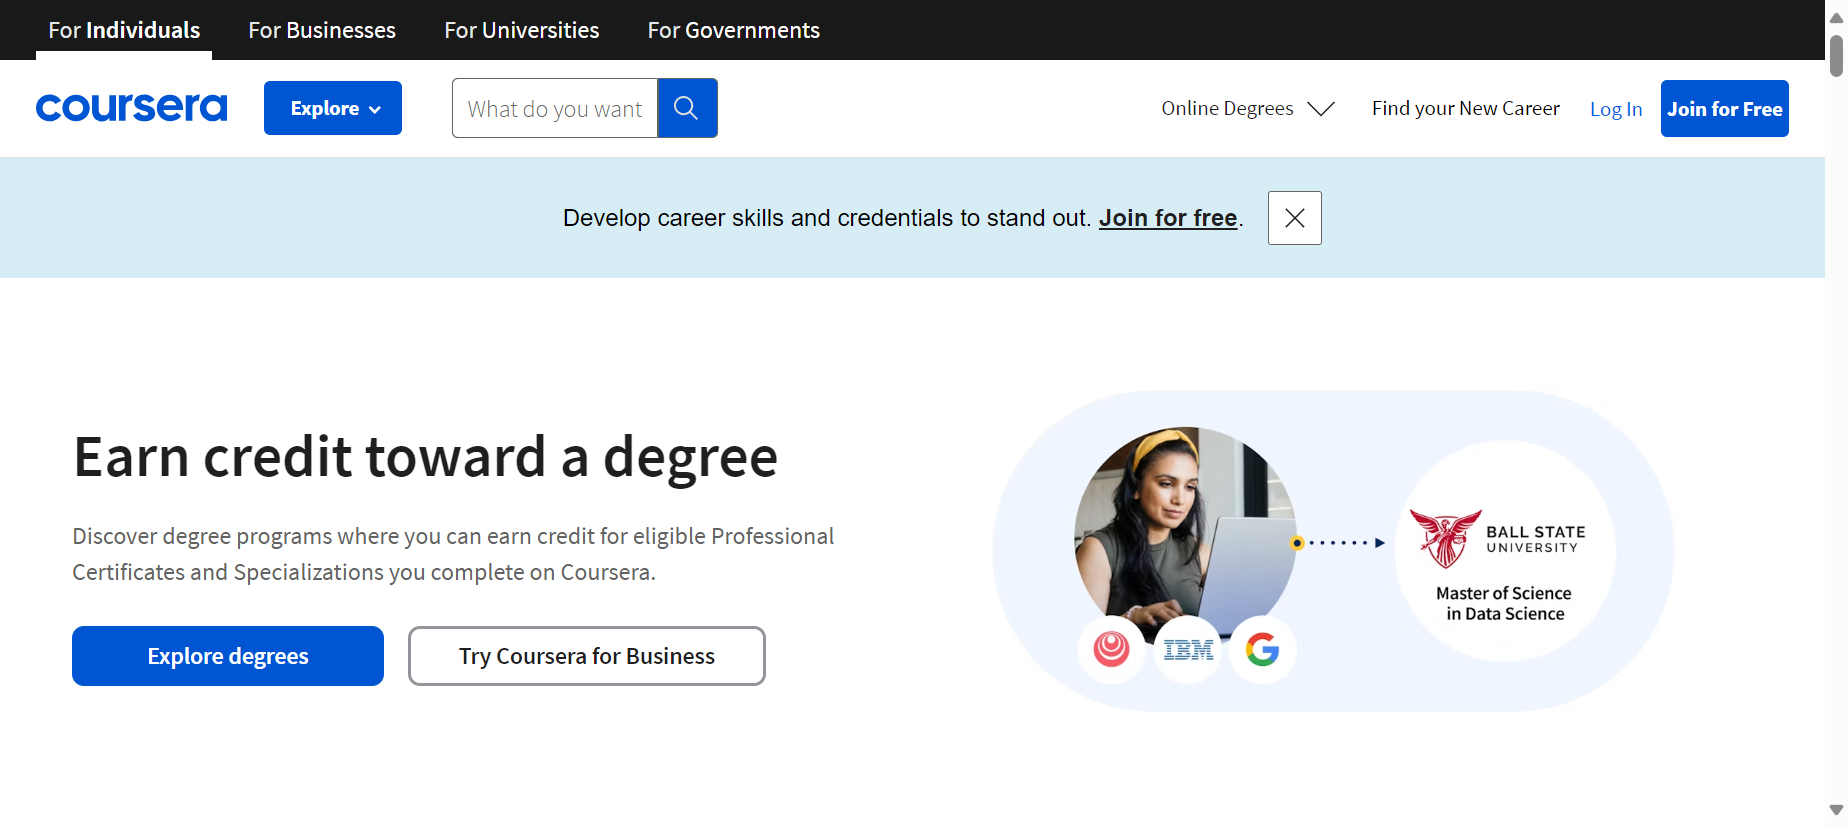 For Individuals For Businesses For Universities For Governments
coursera Explore What do you want Online Degrees Find your New Career Log In Join for Free
Develop career skills and credentials to stand out. Join for free.
Earn credit toward a degree
Discover degree programs where you can earn credit for eligible Professional
Certificates and Specializations you complete on Coursera.
Explore degrees Try Coursera for Business
BALL STATE
UNIVERSITY
Master of Science
in Data Science
IBM G